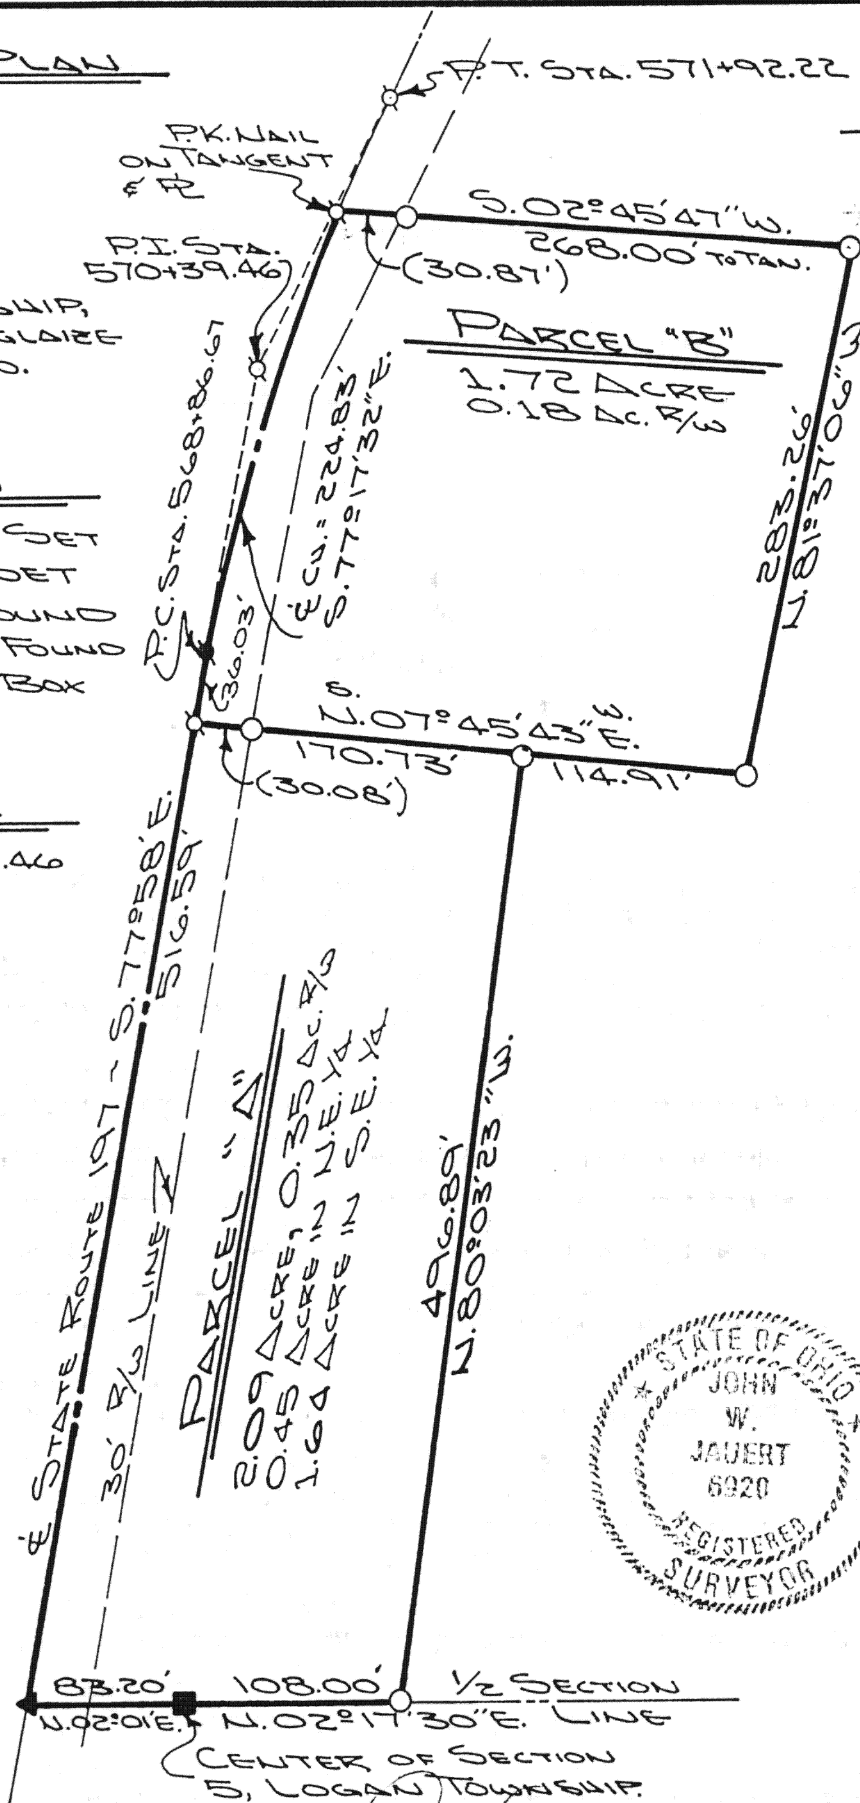 PLAN
P.T. STA. 571+92.22
P.K. NAIL
ON TANGENT
& ℄
S.02°45'47"W.
268.00' TO TAN.
(30.87')
P.I. STA.
570+39.46
SHIP,
GLAIZE
O.
PARCEL "B"
1.72 ACRE
0.18 AC. R/W
P.C. STA. 568+86.67
℄ CH. = 224.83'
S.77°17'32"E.
283.26'
N.81°37'06"W
SET
SET
OUND
FOUND
BOX
(36.03')
S. W.
N.07°45'43"E.
170.73'
114.91'
(30.08')
.46
℄ STATE ROUTE 197 ~ S.77°58'E.
516.59'
30' R/W LINE
PARCEL "A"
2.09 ACRE, 0.35 AC. R/W
0.45 ACRE IN N.E. 1/4
1.64 ACRE IN S.E. 1/4
496.89'
N.80°03'23"W.
STATE OF OHIO
JOHN
W.
JAUERT
6920
REGISTERED
SURVEYOR
83.20' 108.00' 1/2 SECTION
N.02°01'E. N.02°17'30"E. LINE
CENTER OF SECTION
5, LOGAN TOWNSHIP.